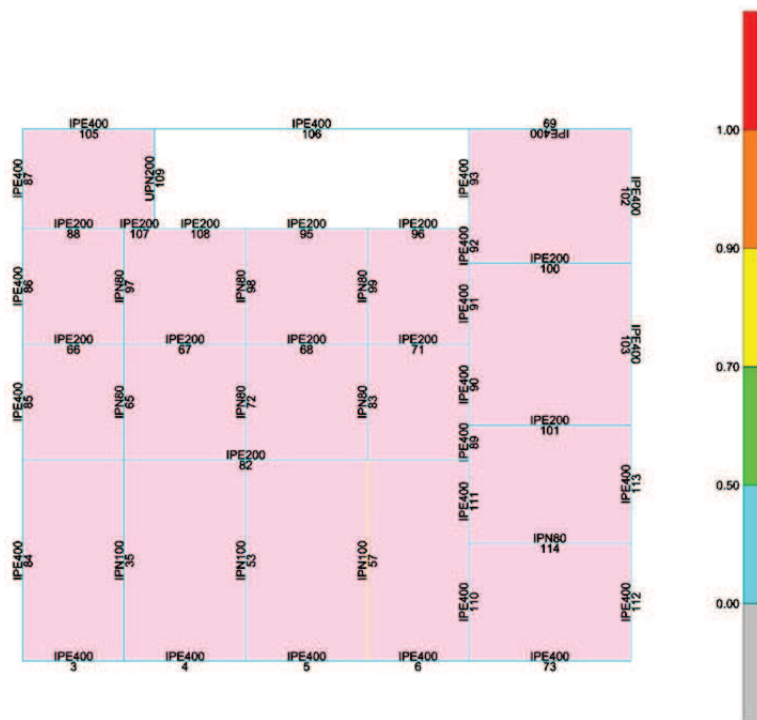 IPE400
105
IPE400
106
69
IPE400
1.00
IPE400
87
UPN200
109
IPE400
93
IPE400
102
IPE200
88
IPE200
107
IPE200
108
IPE200
95
IPE200
96
IPE400
92
0.90
IPE200
100
IPE400
86
IPN80
97
IPN80
98
IPN80
99
IPE400
91
IPE200
66
IPE200
67
IPE200
68
IPE200
71
IPE400
103
0.70
IPE400
85
IPN80
65
IPN80
72
IPN80
83
IPE400
90
IPE200
101
IPE200
82
IPE400
89
IPE400
111
IPE400
113
0.50
IPE400
84
IPN100
35
IPN100
53
IPN100
57
IPN80
114
IPE400
110
IPE400
112
0.00
IPE400
3
IPE400
4
IPE400
5
IPE400
6
IPE400
73